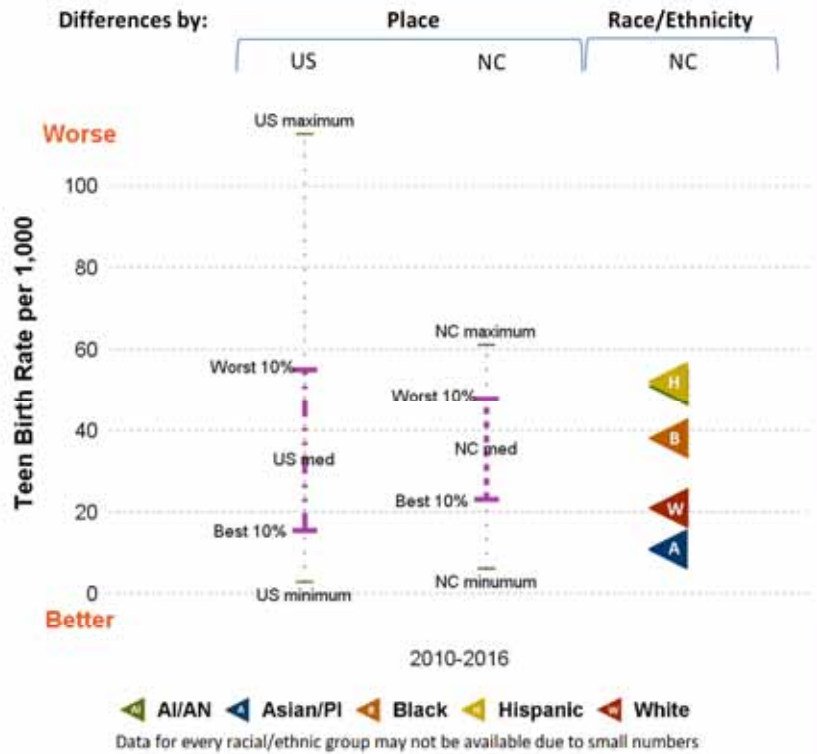 Differences by: Place Race/Ethnicity
US NC NC
US maximum
Worse
100
80
NC maximum
60
Worst 10%
H
Worst 10%
40
B
US med
NC med
Best 10%
20
W
Best 10%
A
0
US minimum
NC minumum
Better
Teen Birth Rate per 1,000
2010-2016
AI/AN A Asian/PI B Black H Hispanic W White
Data for every racial/ethnic group may not be available due to small numbers